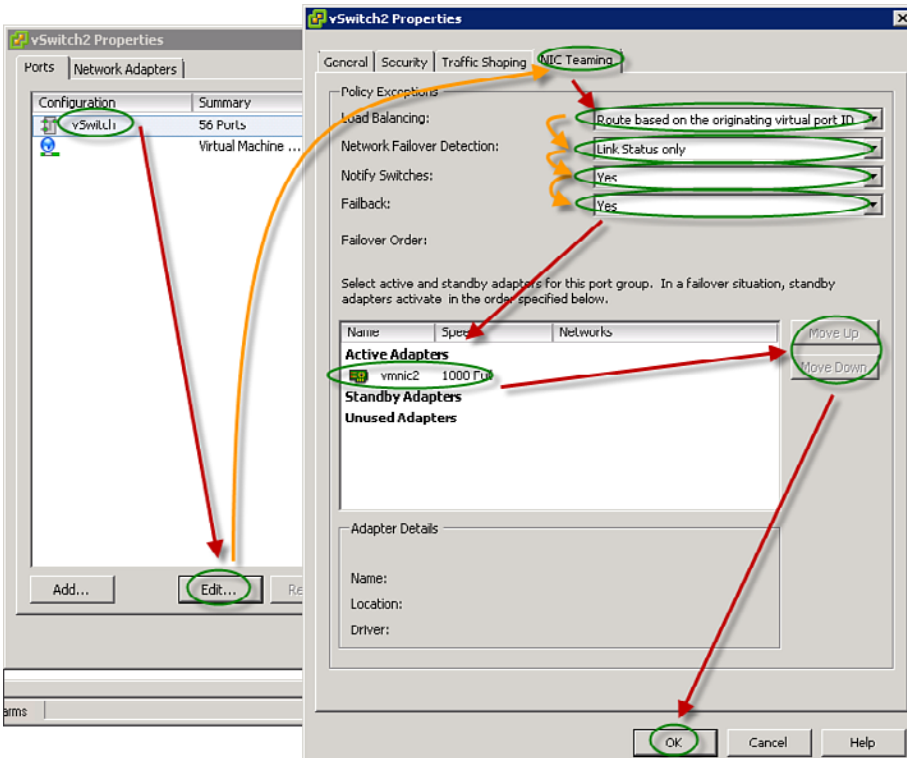 vSwitch2 Properties
Ports
Network Adapters
Configuration
Summary
vSwitch
56 Ports
Virtual Machine ...
Add...
Edit...
Re
arms
vSwitch2 Properties
General
Security
Traffic Shaping
NIC Teaming
Policy Exceptions
Load Balancing:
Route based on the originating virtual port ID
Network Failover Detection:
Link Status only
Notify Switches:
Yes
Failback:
Yes
Failover Order:
Select active and standby adapters for this port group. In a failover situation, standby
adapters activate in the order specified below.
Name
Speed
Networks
Active Adapters
vmnic2
1000 Full
Standby Adapters
Unused Adapters
Move Up
Move Down
Adapter Details
Name:
Location:
Driver:
OK
Cancel
Help